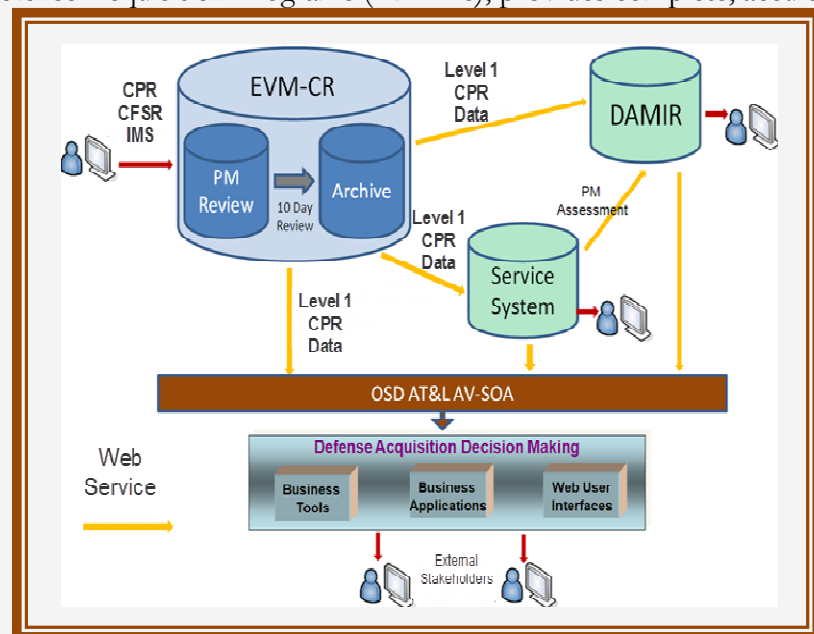 CPR
CFSR
IMS
EVM-CR
PM
Review
10 Day
Review
Archive
Level 1
CPR
Data
DAMIR
PM
Assessment
Level 1
CPR
Data
Service
System
Level 1
CPR
Data
OSD AT&L AV-SOA
Defense Acquisition Decision Making
Business
Tools
Business
Applications
Web User
Interfaces
Web
Service
External
Stakeholders